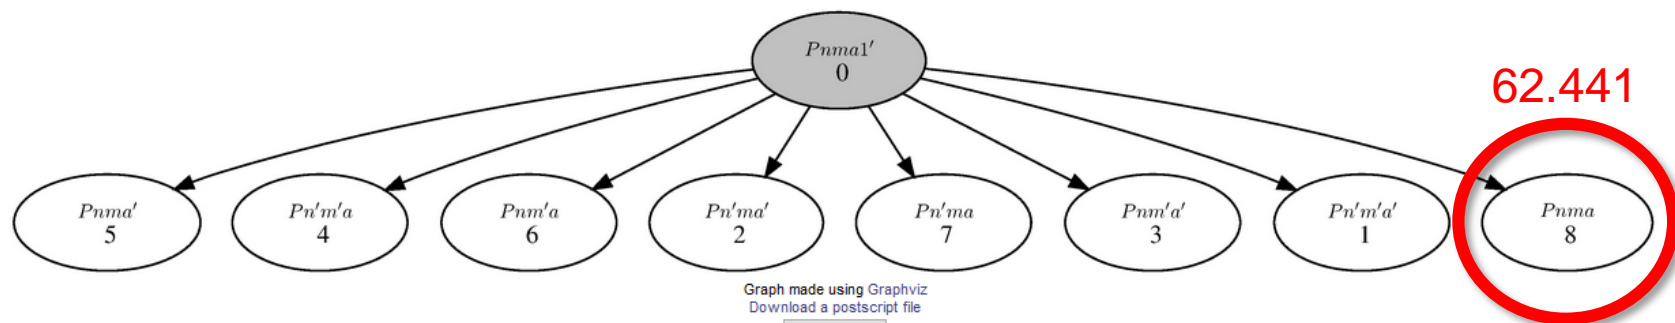 Pnma1'
0
62.441
Pnma'
5
Pn'm'a
4
Pnm'a
6
Pn'ma'
2
Pn'ma
7
Pnm'a'
3
Pn'm'a'
1
Pnma
8
Graph made using Graphviz
Download a postscript file